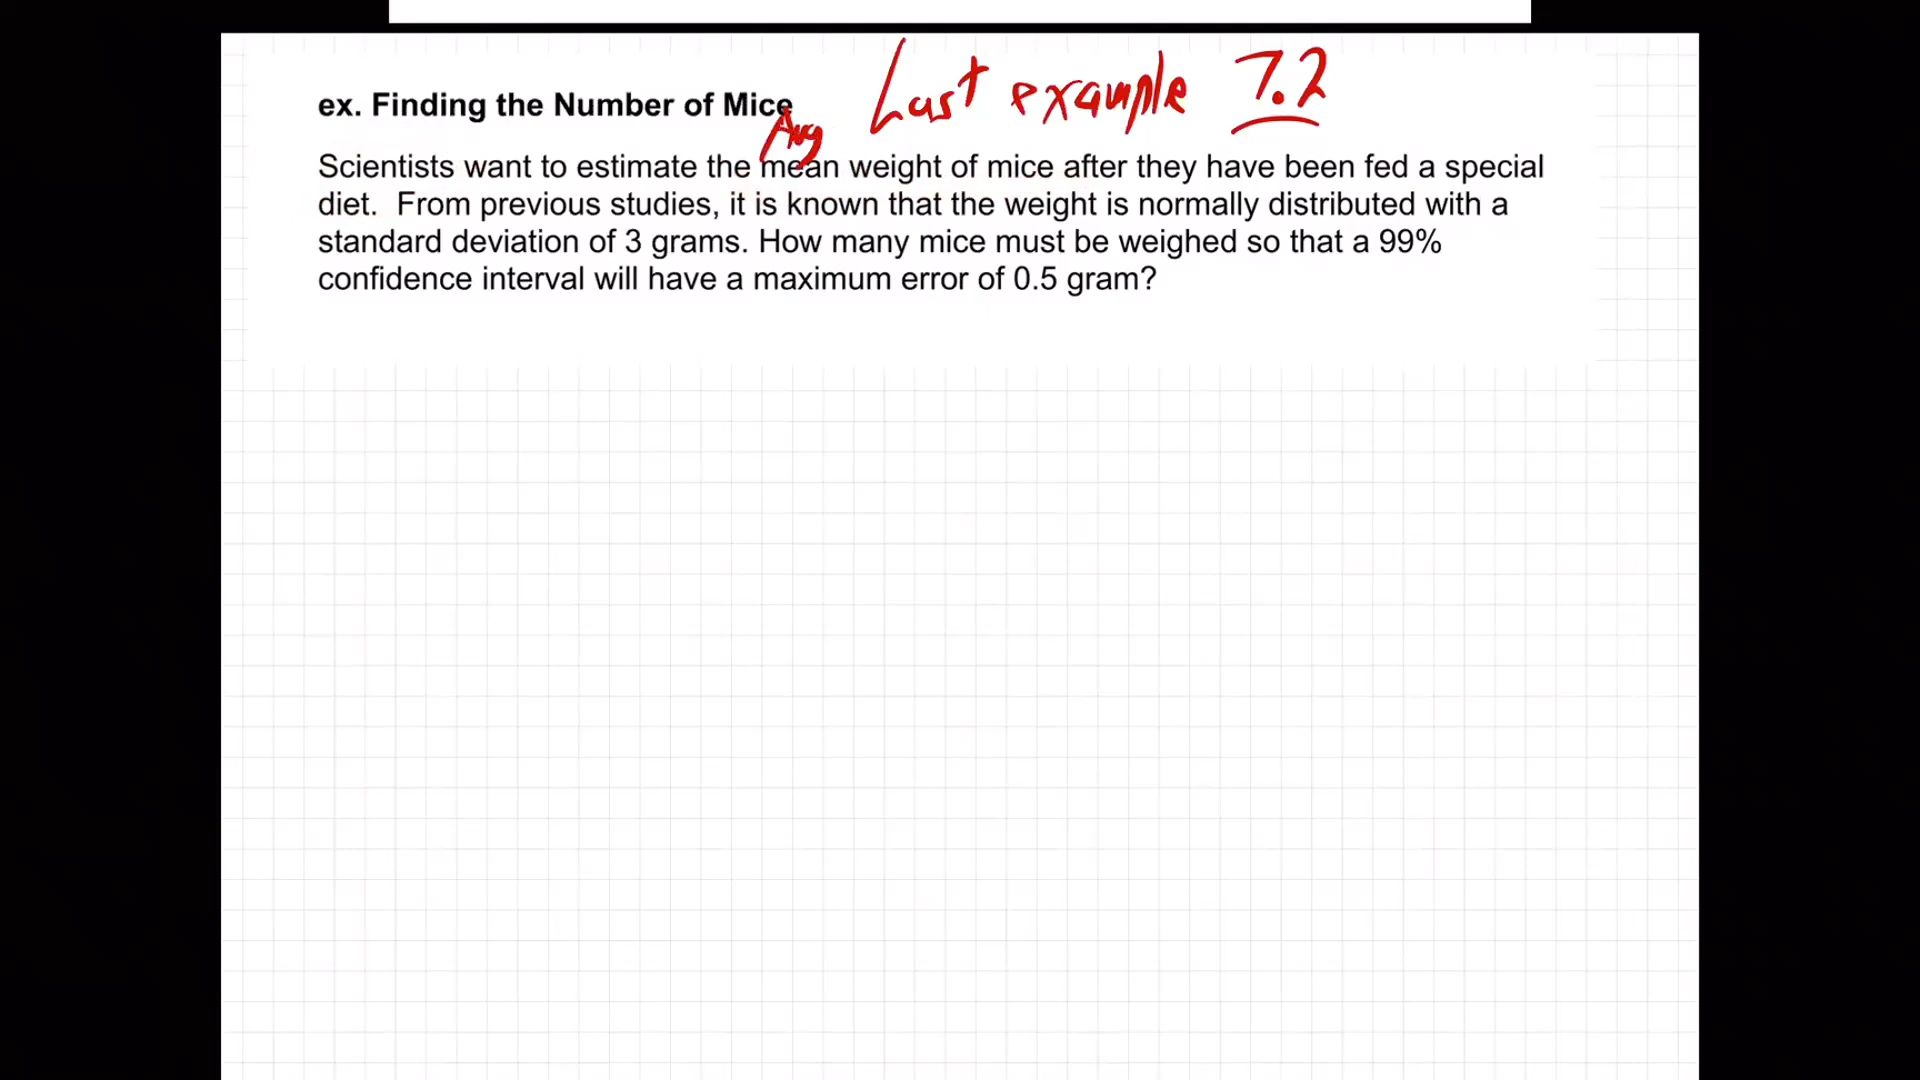 ex. Finding the Number of Mice Last example 7.2
Avg
Scientists want to estimate the mean weight of mice after they have been fed a special
diet. From previous studies, it is known that the weight is normally distributed with a
standard deviation of 3 grams. How many mice must be weighed so that a 99%
confidence interval will have a maximum error of 0.5 gram?